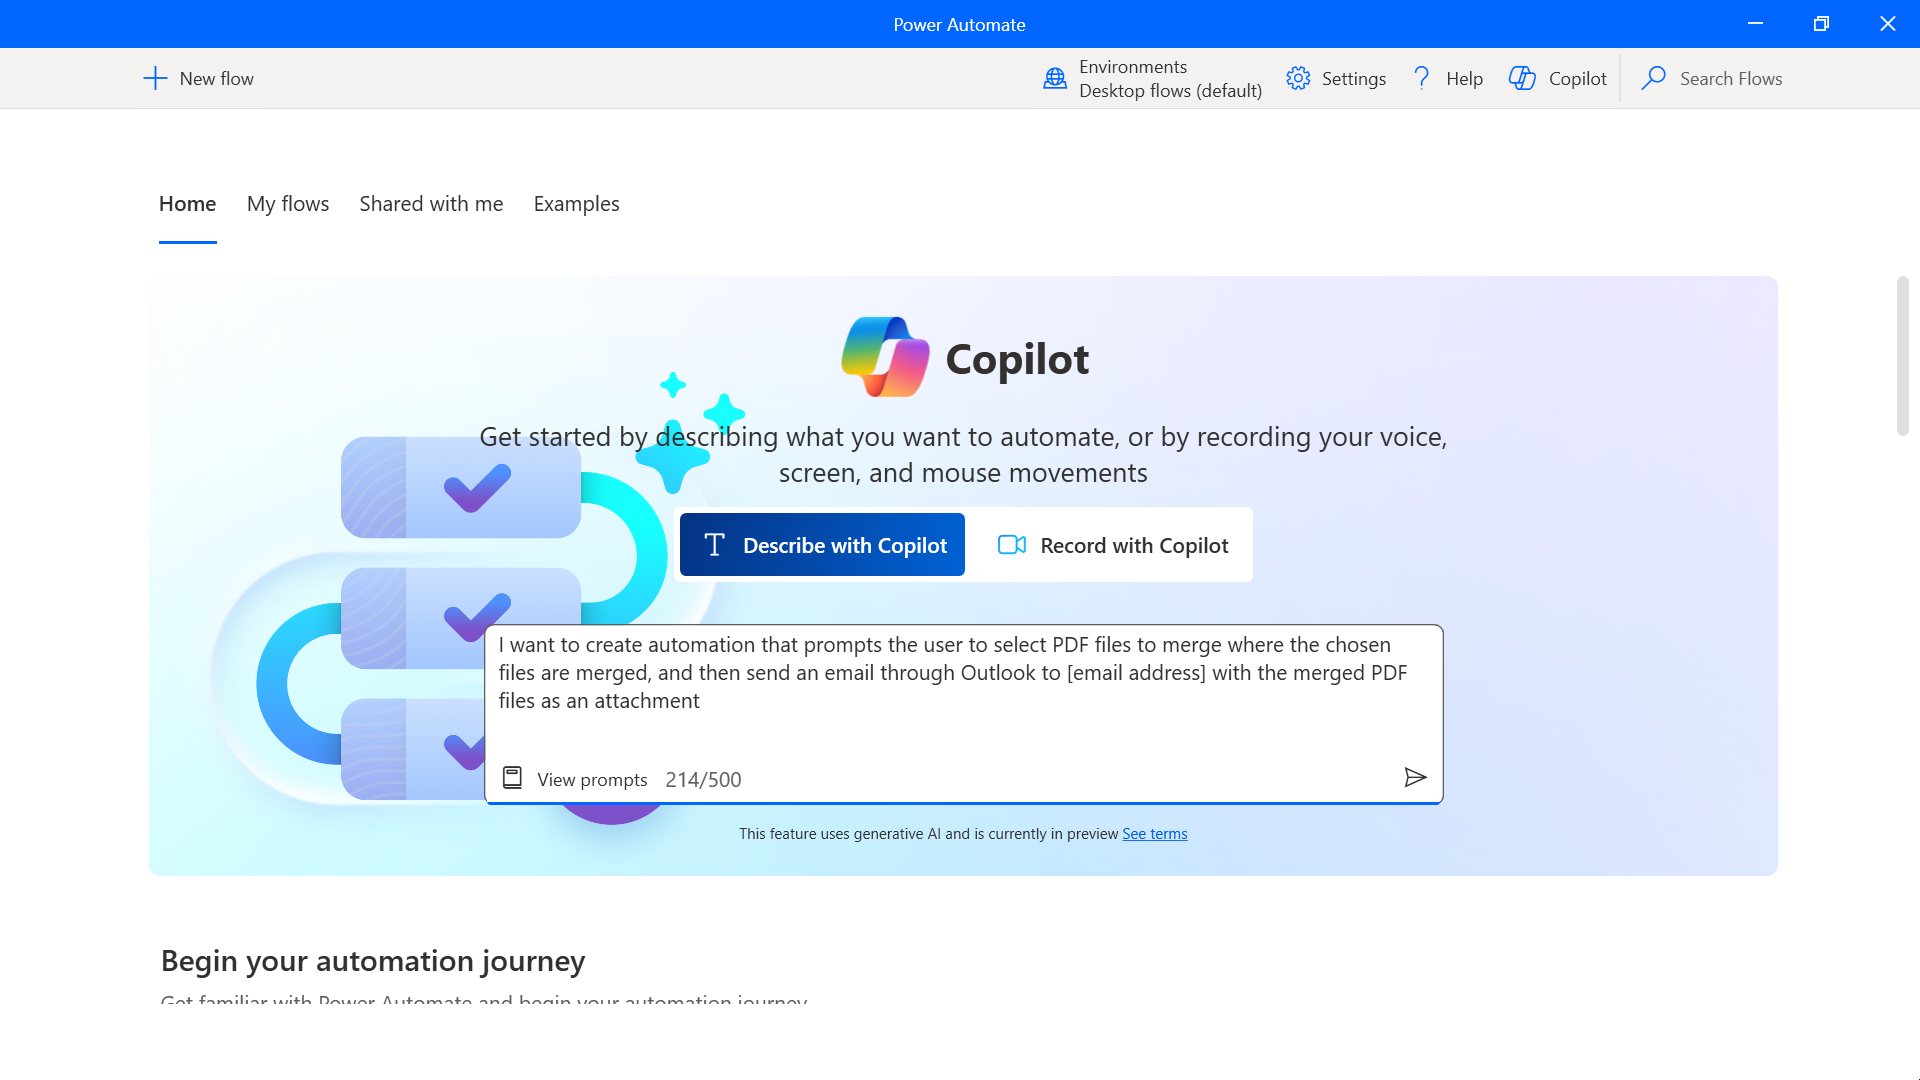 Power Automate
New flow
Environments
Desktop flows (default)
Settings
Help
Copilot
Search Flows
Home
My flows
Shared with me
Examples
Copilot
Get started by describing what you want to automate, or by recording your voice,
screen, and mouse movements
Describe with Copilot
Record with Copilot
I want to create automation that prompts the user to select PDF files to merge where the chosen
files are merged, and then send an email through Outlook to [email address] with the merged PDF
files as an attachment
View prompts
214/500
This feature uses generative AI and is currently in preview See terms
Begin your automation journey
Get familiar with Power Automate and begin your automation journey